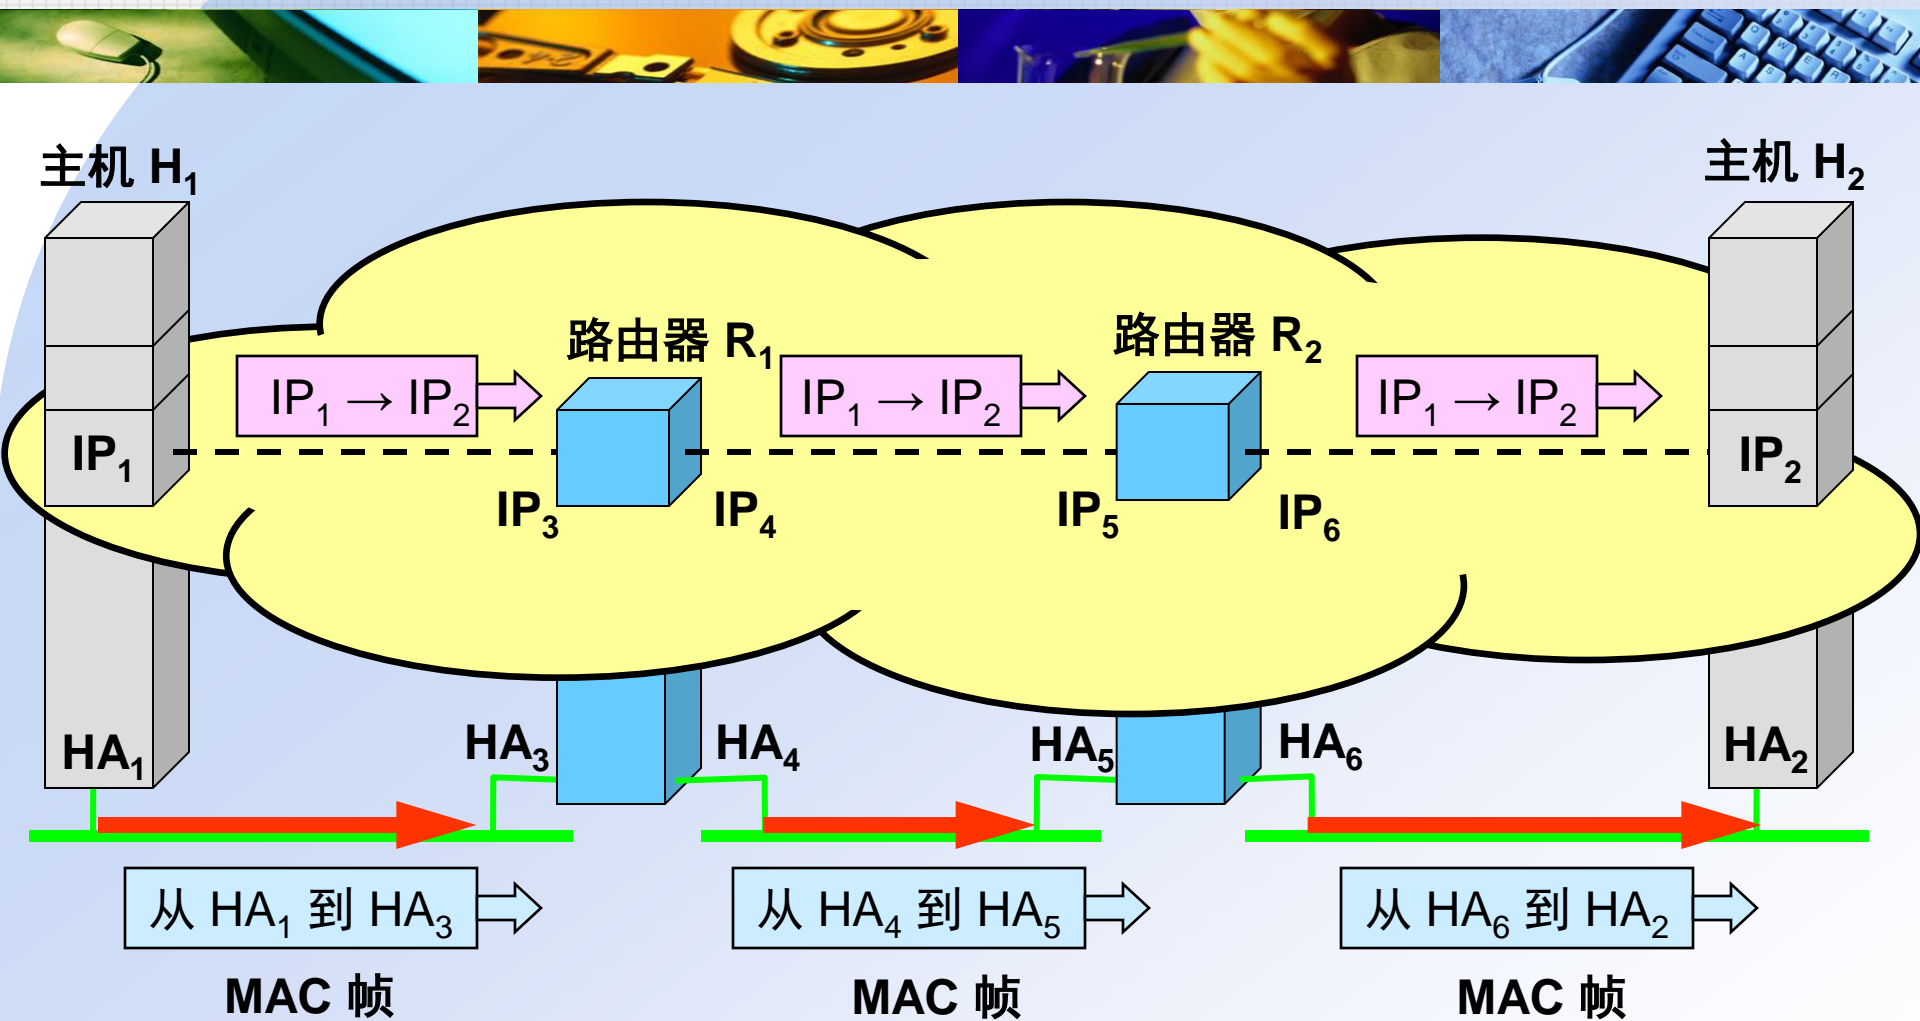 主机 H₁
主机 H₂
路由器 R₁
路由器 R₂
IP₁ → IP₂
IP₁ → IP₂
IP₁ → IP₂
IP₁
IP₂
IP₃
IP₄
IP₅
IP₆
HA₁
HA₃
HA₄
HA₅
HA₆
HA₂
从 HA₁ 到 HA₃
从 HA₄ 到 HA₅
从 HA₆ 到 HA₂
MAC 帧
MAC 帧
MAC 帧